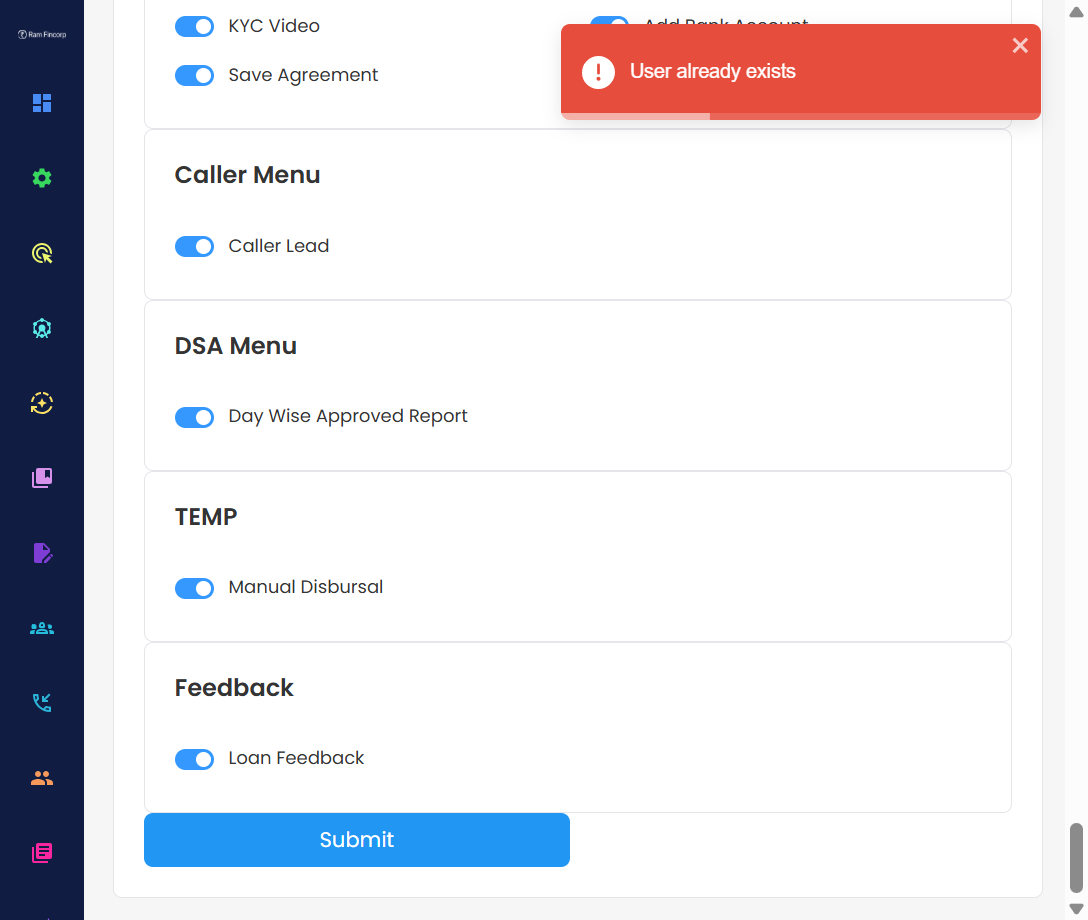 Ram Fincorp
KYC Video
Add Bank Account
User already exists
Save Agreement
Caller Menu
Caller Lead
DSA Menu
Day Wise Approved Report
TEMP
Manual Disbursal
Feedback
Loan Feedback
Submit